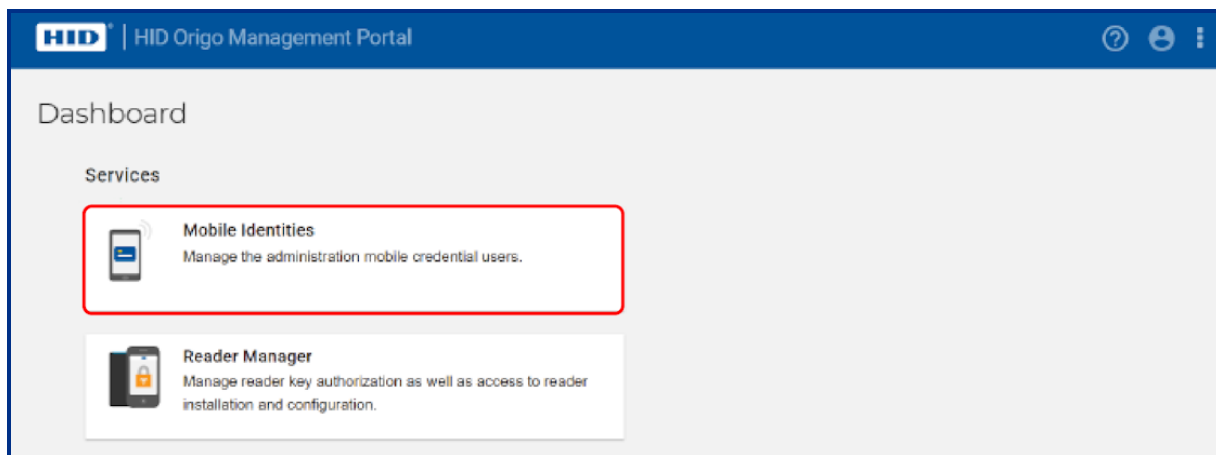 HID | HID Origo Management Portal
Dashboard
Services
Mobile Identities
Manage the administration mobile credential users.
Reader Manager
Manage reader key authorization as well as access to reader
installation and configuration.